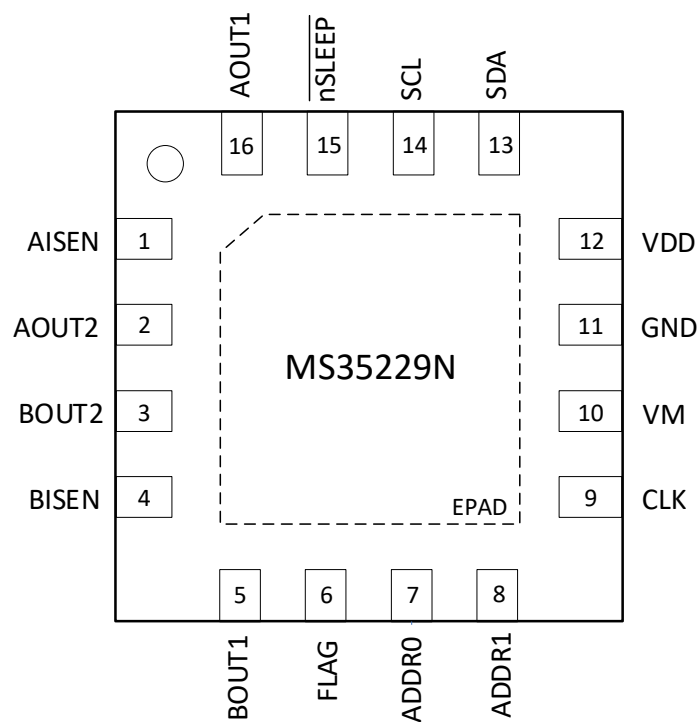 AOUT1
nSLEEP
SCL
SDA
16
15
14
13
AISEN 1
12 VDD
AOUT2 2
11 GND
MS35229N
BOUT2 3
10 VM
BISEN 4
9 CLK
EPAD
5
6
7
8
BOUT1
FLAG
ADDR0
ADDR1